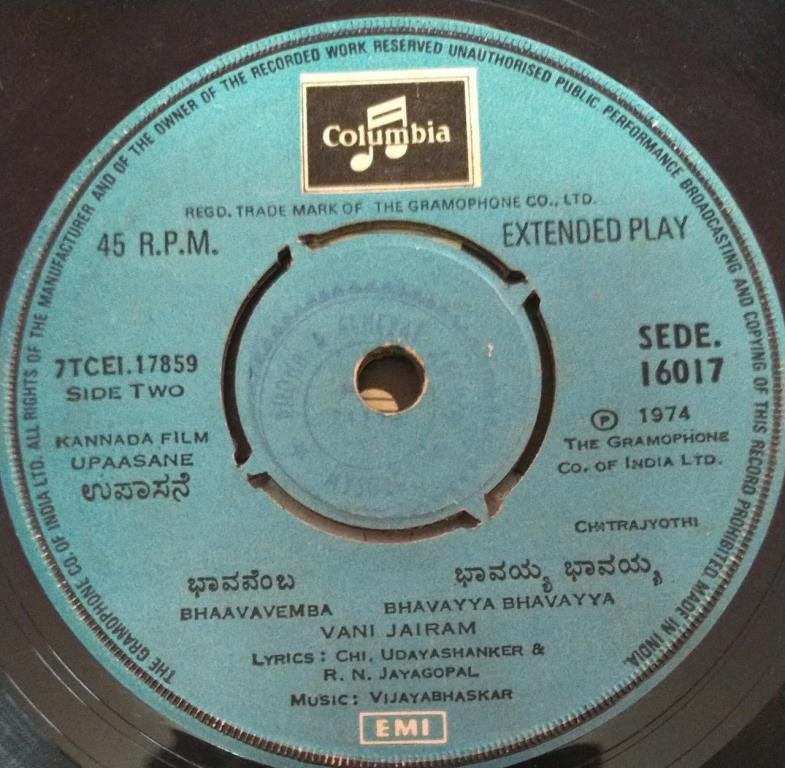 THE GRAMOPHONE CO. OF INDIA LTD. ALL RIGHTS OF THE MANUFACTURER AND OF THE OWNER OF THE RECORDED WORK RESERVED UNAUTHORISED PUBLIC PERFORMANCE BROADCASTING AND COPYING OF THIS RECORD PROHIBITED. MADE IN INDIA.
Columbia
REGD. TRADE MARK OF THE GRAMOPHONE CO., LTD.
45 R.P.M. EXTENDED PLAY
7TCEI.17859
SIDE TWO
SEDE.
16017
KANNADA FILM
UPAASANE
ಉಪಾಸನೆ
Ⓟ 1974
THE GRAMOPHONE
CO. OF INDIA LTD.
CHITRAJYOTHI
ಭಾವವೆಂಬ ಭಾವಯ್ಯ ಭಾವಯ್ಯ
BHAAVAVEMBA BHAVAYYA BHAVAYYA
VANI JAIRAM
LYRICS: CHI, UDAYASHANKER &
R. N. JAYAGOPAL
MUSIC: VIJAYABHASKAR
EMI